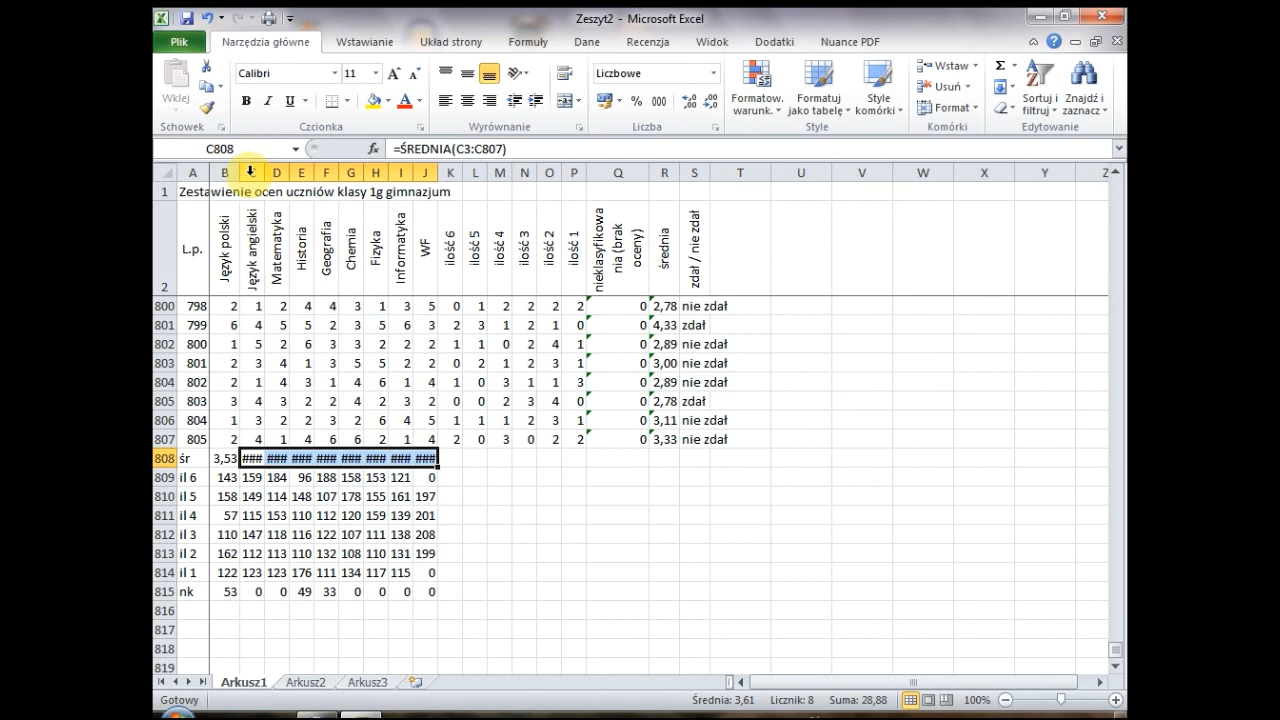 Zeszyt2 - Microsoft Excel
Plik Narzędzia główne Wstawianie Układ strony Formuły Dane Recenzja Widok Dodatki Nuance PDF
Wklej Calibri 11 Liczbowe Formatow. warunk. Formatuj jako tabelę Style komórki Wstaw Usuń Format Sortuj i filtruj Znajdź i zaznacz
Schowek Czcionka Wyrównanie Liczba Style Komórki Edytowanie
C808 fx =ŚREDNIA(C3:C807)
A B C D E F G H I J K L M N O P Q R S T U V W X Y Z
1 Zestawienie ocen uczniów klasy 1g gimnazjum
2 L.p. Język polski Język angielski Matematyka Historia Geografia Chemia Fizyka Informatyka WF ilość 6 ilość 5 ilość 4 ilość 3 ilość 2 ilość 1 nieklasyfikowania (brak oceny) średnia zdał / nie zdał
800 798 2 1 2 4 4 3 1 3 5 0 1 2 2 2 2 0 2,78 nie zdał
801 799 6 4 5 5 2 3 5 6 3 2 3 1 2 1 0 0 4,33 zdał
802 800 1 5 2 6 3 3 2 2 2 1 1 0 2 4 1 0 2,89 nie zdał
803 801 2 3 4 1 3 5 5 2 2 0 2 1 2 3 1 0 3,00 nie zdał
804 802 2 1 4 3 1 4 6 1 4 1 0 3 1 1 3 0 2,89 nie zdał
805 803 3 4 3 2 2 4 2 3 2 0 0 2 3 4 0 0 2,78 zdał
806 804 1 3 2 2 3 2 6 4 5 1 1 1 2 3 1 0 3,11 nie zdał
807 805 2 4 1 4 6 6 2 1 4 2 0 3 0 2 2 0 3,33 nie zdał
808 śr 3,53 ### ### ### ### ### ### ### ###
809 il 6 143 159 184 96 188 158 153 121 0
810 il 5 158 149 114 148 107 178 155 161 197
811 il 4 57 115 153 110 112 120 159 139 201
812 il 3 110 147 118 116 122 107 111 138 208
813 il 2 162 112 113 110 132 108 110 131 199
814 il 1 122 123 123 176 111 134 117 115 0
815 nk 53 0 0 49 33 0 0 0 0
816
817
818
819
Arkusz1 Arkusz2 Arkusz3
Gotowy Średnia: 3,61 Licznik: 8 Suma: 28,88 100%